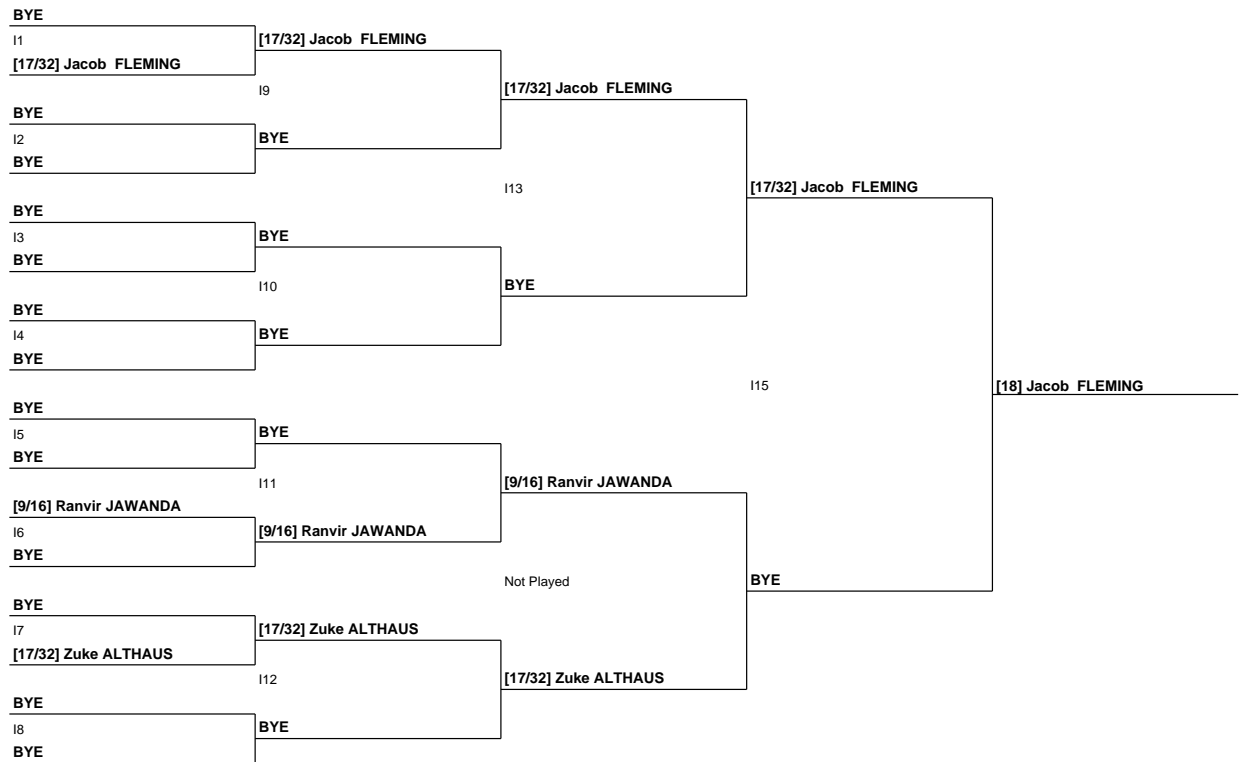 BYE
I1
[17/32] Jacob  FLEMING
[17/32] Jacob  FLEMING
I9
BYE
I2
BYE
BYE
[17/32] Jacob  FLEMING
I13
BYE
I3
BYE
BYE
I10
BYE
I4
BYE
BYE
BYE
[17/32] Jacob  FLEMING
I15
[18] Jacob  FLEMING
BYE
I5
BYE
BYE
I11
[9/16] Ranvir JAWANDA
I6
BYE
[9/16] Ranvir JAWANDA
[9/16] Ranvir JAWANDA
Not Played
BYE
BYE
I7
[17/32] Zuke ALTHAUS
[17/32] Zuke ALTHAUS
I12
[17/32] Zuke ALTHAUS
BYE
I8
BYE
BYE